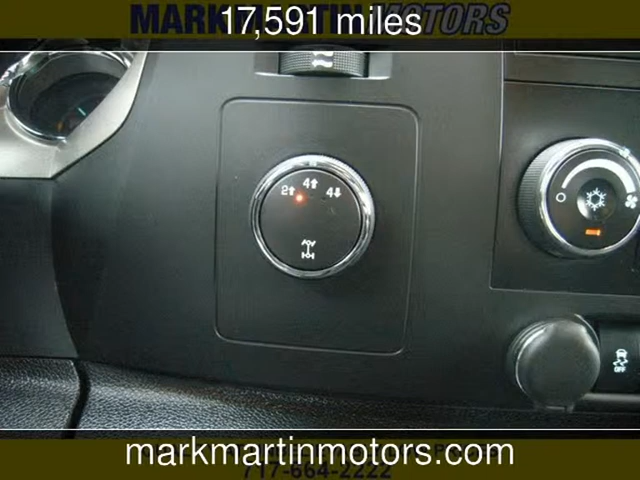 MARK MARTIN MOTORS
17,591 miles
2↑ 4↑ 4↓
OFF
markmartinmotors.com
717-664-2222